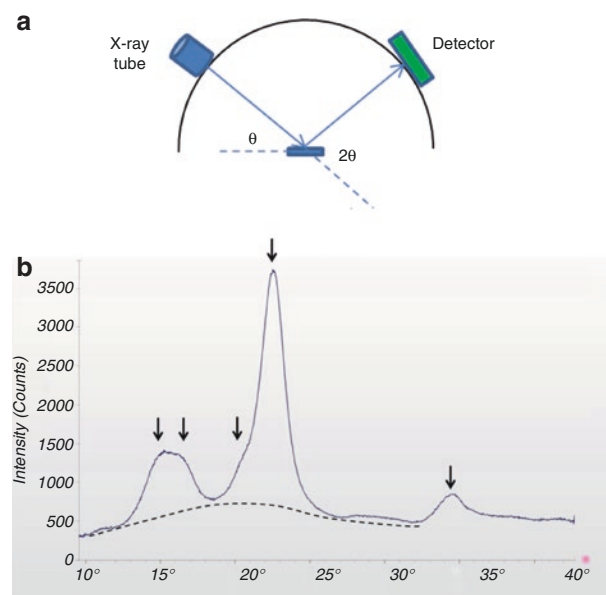 a
X-ray
tube
Detector
θ
2θ
b
Intensity (Counts)
3500
3000
2500
2000
1500
1000
500
0
10° 15° 20° 25° 30° 35° 40°